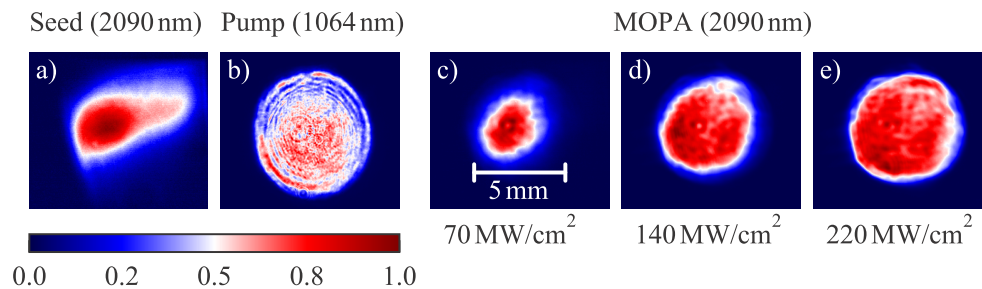 Seed (2090 nm) Pump (1064 nm) MOPA (2090 nm)
a) b) c) d) e)
5 mm
70 MW/cm² 140 MW/cm² 220 MW/cm²
0.0 0.2 0.5 0.8 1.0